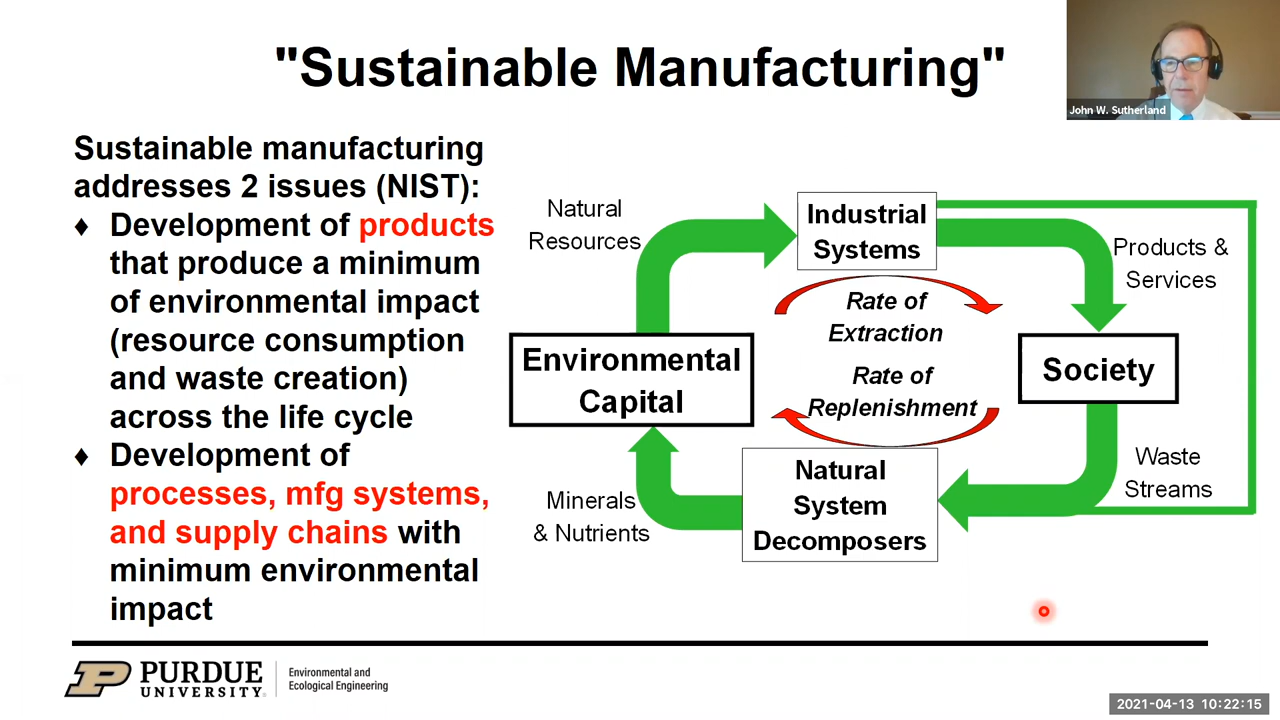 "Sustainable Manufacturing"
John W. Sutherland
Sustainable manufacturing
addresses 2 issues (NIST):
♦ Development of products
that produce a minimum
of environmental impact
(resource consumption
and waste creation)
across the life cycle
♦ Development of
processes, mfg systems,
and supply chains with
minimum environmental
impact
Natural
Resources
Industrial
Systems
Products &
Services
Rate of
Extraction
Environmental
Capital
Society
Rate of
Replenishment
Natural
System
Decomposers
Waste
Streams
Minerals
& Nutrients
PURDUE
UNIVERSITY
Environmental and
Ecological Engineering
2021-04-13 10:22:15